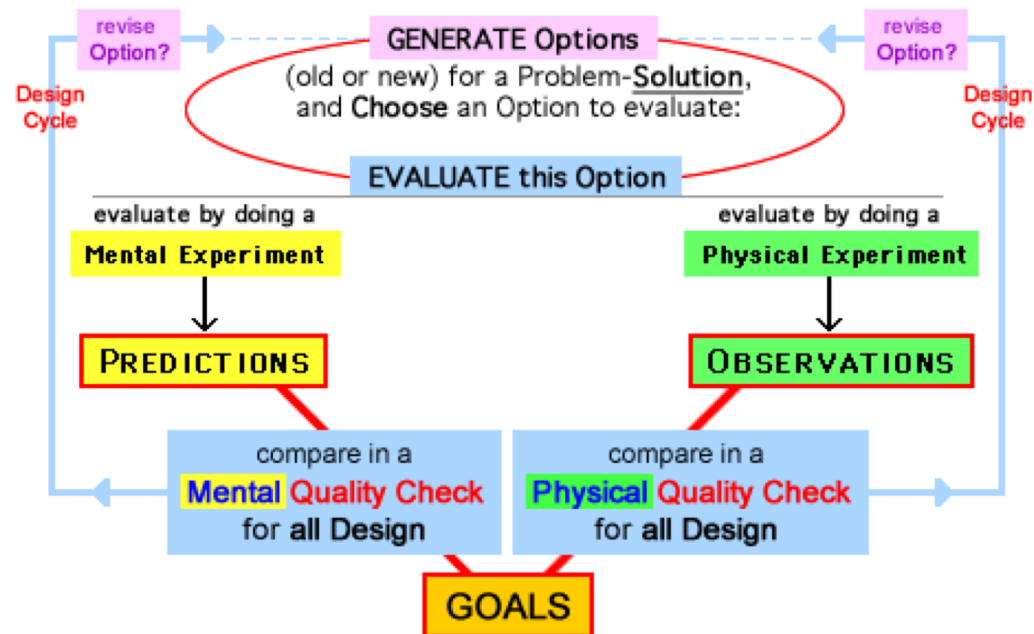 revise
Option?
GENERATE Options
revise
Option?
(old or new) for a Problem-Solution,
and Choose an Option to evaluate:
Design
Cycle
Design
Cycle
EVALUATE this Option
evaluate by doing a
Mental Experiment
PREDICTIONS
evaluate by doing a
Physical Experiment
OBSERVATIONS
compare in a
Mental Quality Check
for all Design
compare in a
Physical Quality Check
for all Design
GOALS